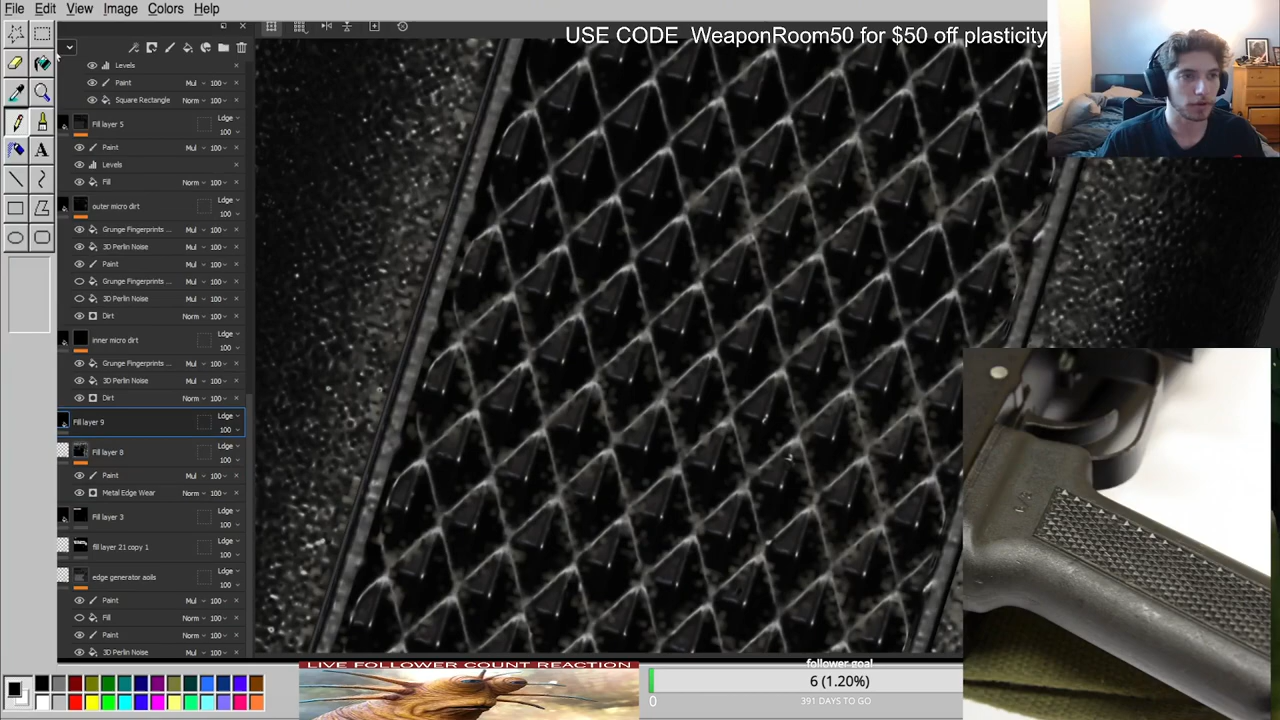 File Edit View Image Colors Help
USE CODE WeaponRoom50 for $50 off plasticity
Levels
Paint Mul 100
Square Rectangle Norm 100
Fill layer 5 Ldge 100
Paint Mul 100
Levels
Fill Norm 100
outer micro dirt Ldge 100
Grunge Fingerprints ... Mul 100
3D Perlin Noise Mul 100
Paint Mul 100
Grunge Fingerprints ... Mul 100
3D Perlin Noise Mul 100
Dirt Norm 100
inner micro dirt Ldge 100
Grunge Fingerprints ... Mul 100
3D Perlin Noise Mul 100
Dirt Norm 100
Fill layer 9 Ldge 100
Fill layer 8 Ldge 100
Paint Mul 100
Metal Edge Wear Norm 100
Fill layer 3 Ldge 100
fill layer 21 copy 1 Ldge 100
edge generator aoils Ldge 100
Paint Mul 100
Fill Norm 100
Paint Mul 100
3D Perlin Noise Mul 100
LIVE FOLLOWER COUNT REACTION
follower goal
6 (1.20%)
0
391 DAYS TO GO